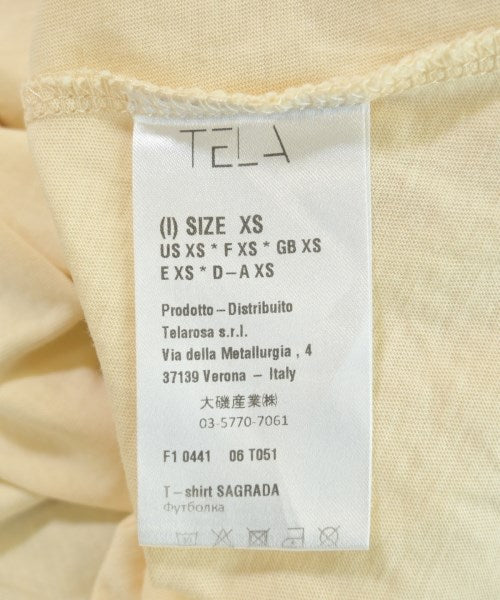 TELA
(I) SIZE XS
US XS * F XS * GB XS
E XS * D-A XS
Prodotto - Distribuito
Telarosa s.r.l.
Via della Metallurgia , 4
37139 Verona - Italy
大磯産業㈱
03-5770-7061
F1 0441 06 T051
T-shirt SAGRADA
Футболка